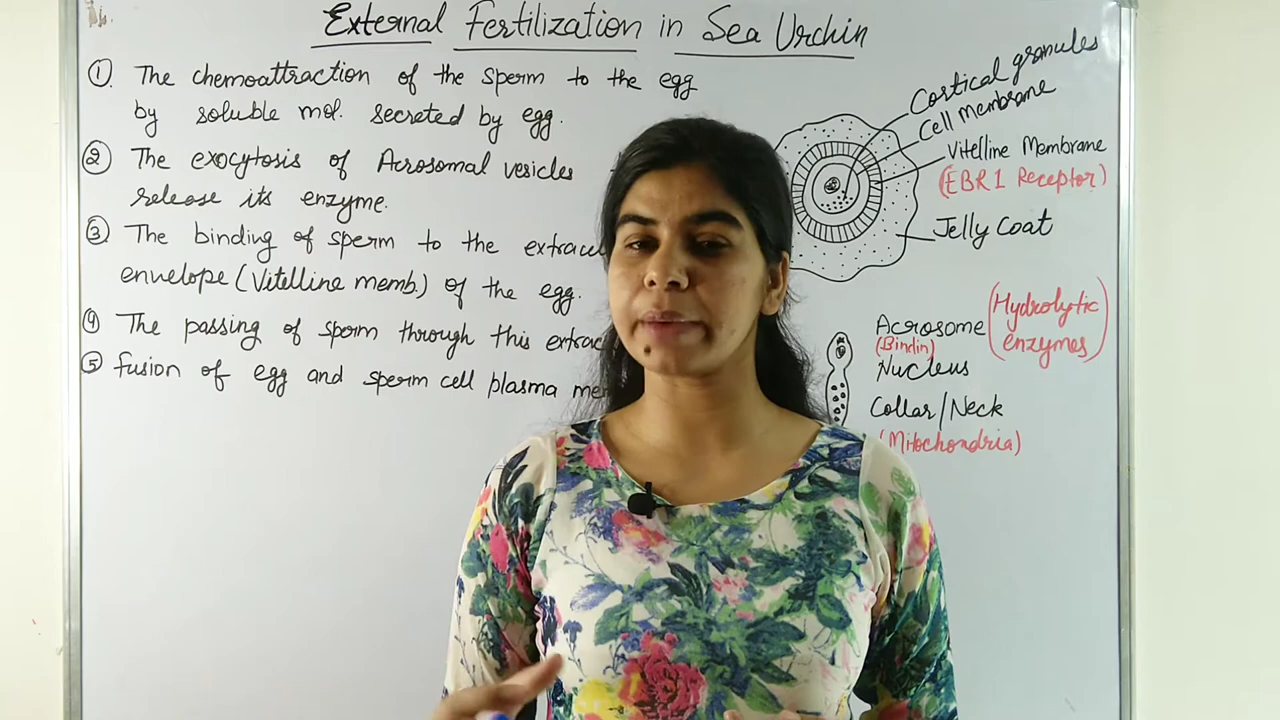 External Fertilization in Sea Urchin
① The chemoattraction of the sperm to the egg
by soluble mol. secreted by egg.
② The exocytosis of Acrosomal vesicles
release its enzyme.
③ The binding of sperm to the
envelope (Vitelline memb.) of the egg.
④ The passing of sperm through this
⑤ fusion of egg and sperm cell plasma
Cortical granules
Cell membrane
Vitelline Membrane
(EBR1 Receptor)
Jelly Coat
Acrosome (Hydrolytic
(Bindin) enzymes)
Nucleus
Collar/Neck
(Mitochondria)